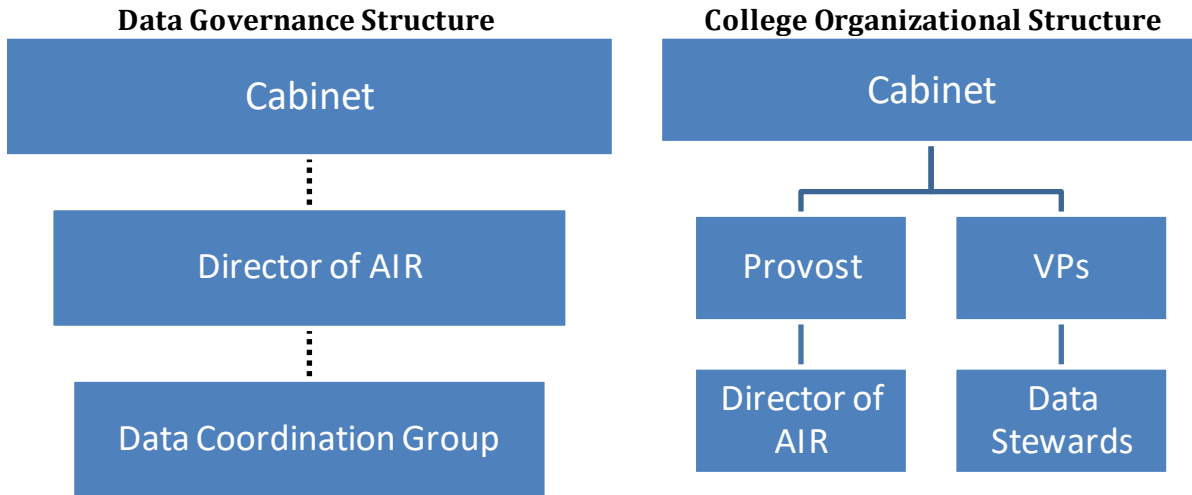 Data Governance Structure
Cabinet
Director of AIR
Data Coordination Group
College Organizational Structure
Cabinet
Provost
VPs
Director of
AIR
Data
Stewards